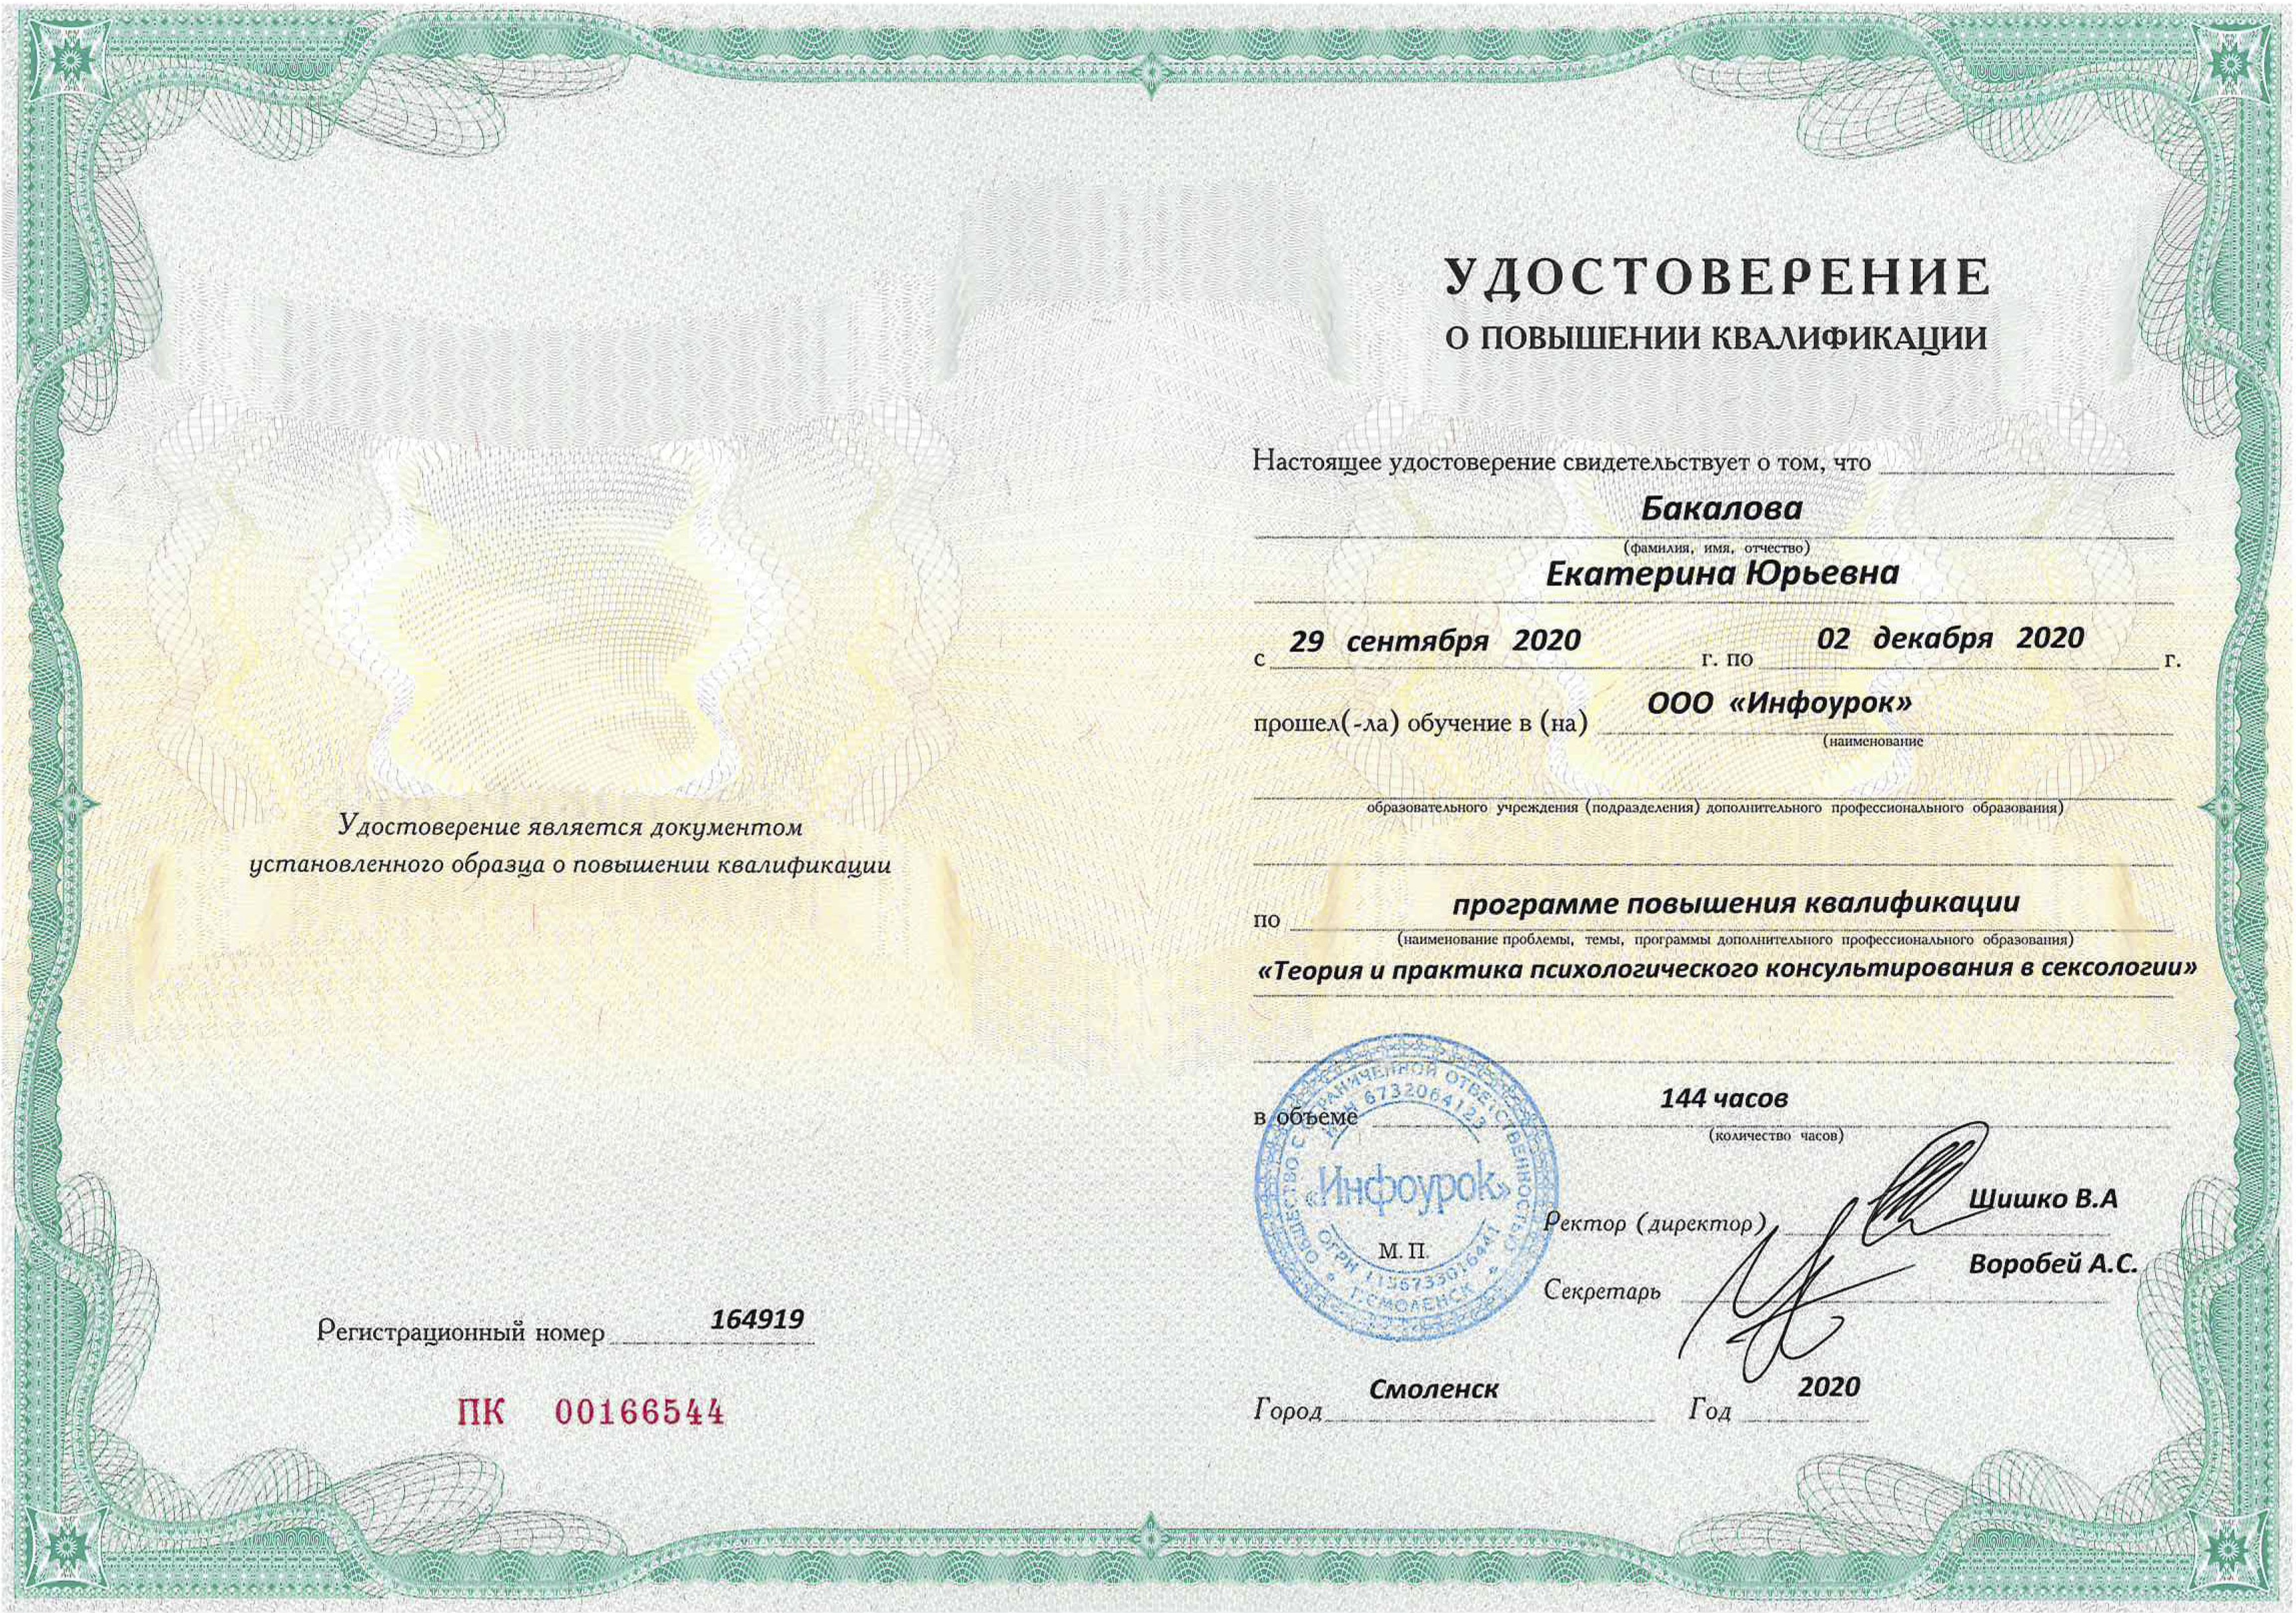 Удостоверение является документом
установленного образца о повышении квалификации
Регистрационный номер 164919
ПК 00166544
УДОСТОВЕРЕНИЕ
О ПОВЫШЕНИИ КВАЛИФИКАЦИИ
Настоящее удостоверение свидетельствует о том, что
Бакалова
(фамилия, имя, отчество)
Екатерина Юрьевна
с 29 сентября 2020 г. по 02 декабря 2020 г.
прошел(-ла) обучение в (на) ООО «Инфоурок»
(наименование
образовательного учреждения (подразделения) дополнительного профессионального образования)
по программе повышения квалификации
(наименование проблемы, темы, программы дополнительного профессионального образования)
«Теория и практика психологического консультирования в сексологии»
в объеме 144 часов
(количество часов)
ОБЩЕСТВО С ОГРАНИЧЕННОЙ ОТВЕТСТВЕННОСТЬЮ
ИНН 6732064123
«Инфоурок»
М. П.
ОГРН 1136733016441
Г.СМОЛЕНСК
Ректор (директор) Шишко В.А
Секретарь Воробей А.С.
Город Смоленск Год 2020